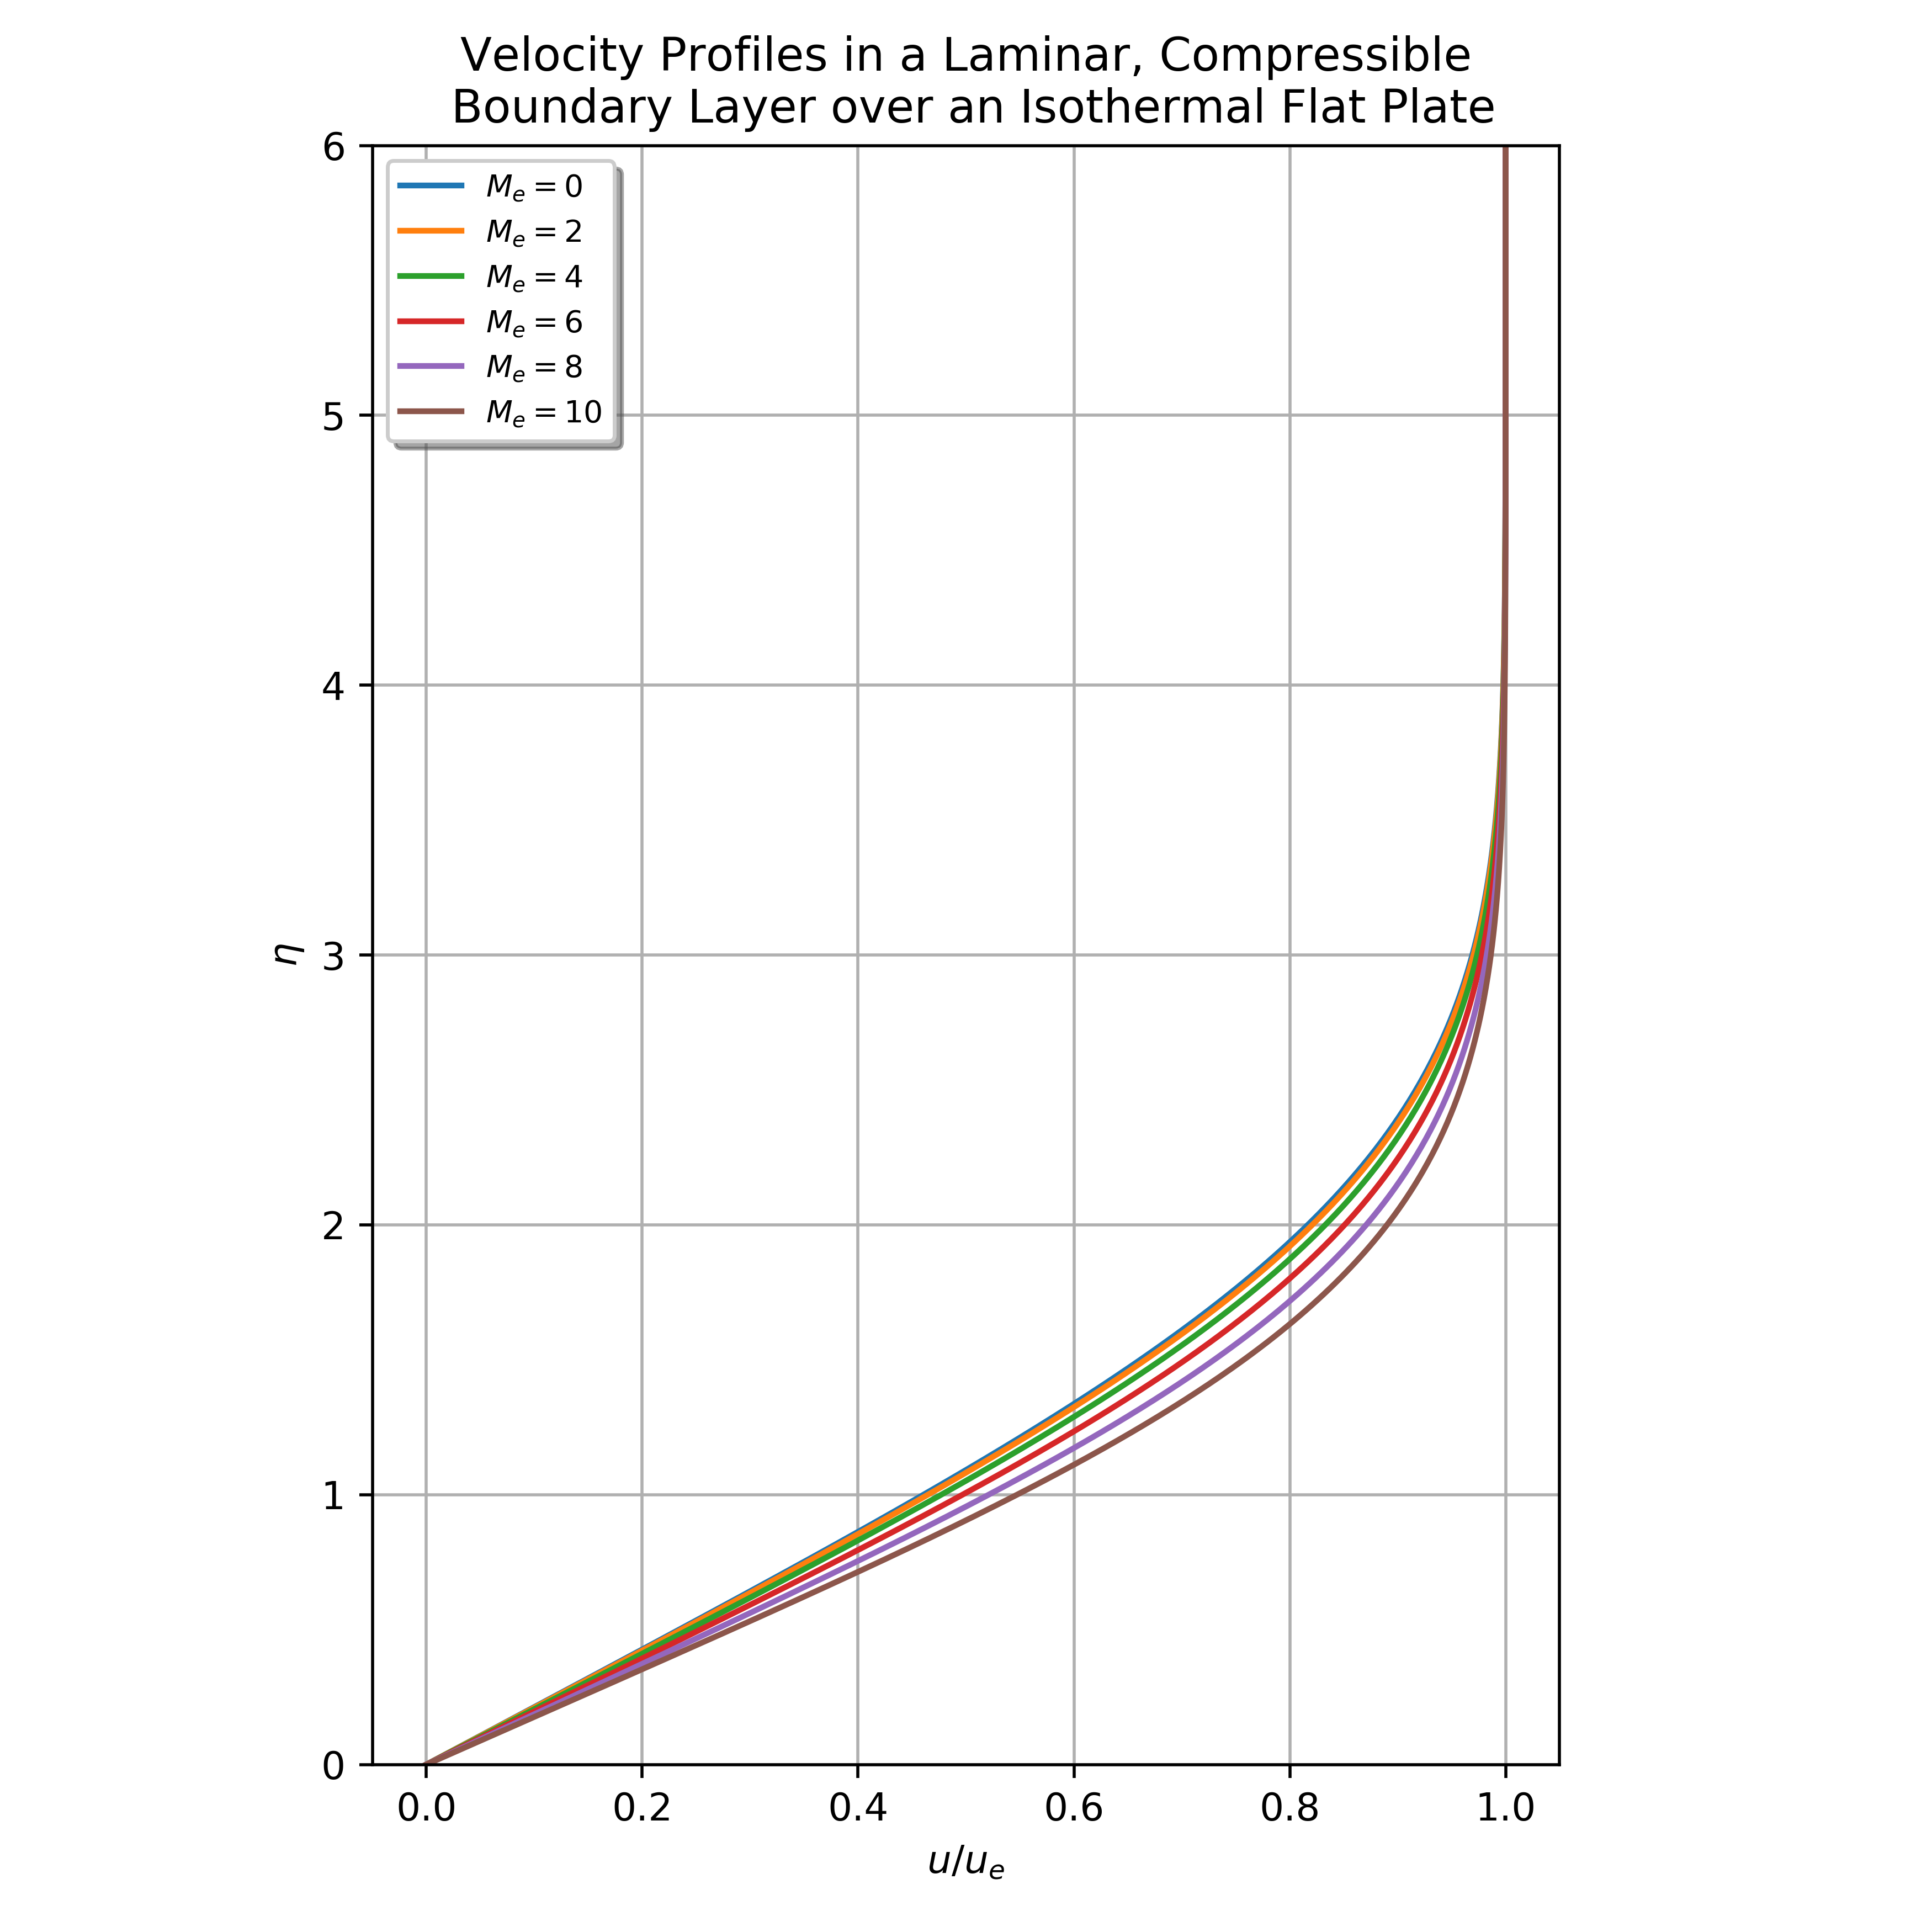 Velocity Profiles in a Laminar, Compressible
Boundary Layer over an Isothermal Flat Plate
6
5
4
3
2
1
0
η
M_e = 0
M_e = 2
M_e = 4
M_e = 6
M_e = 8
M_e = 10
0.0 0.2 0.4 0.6 0.8 1.0
u/u_e